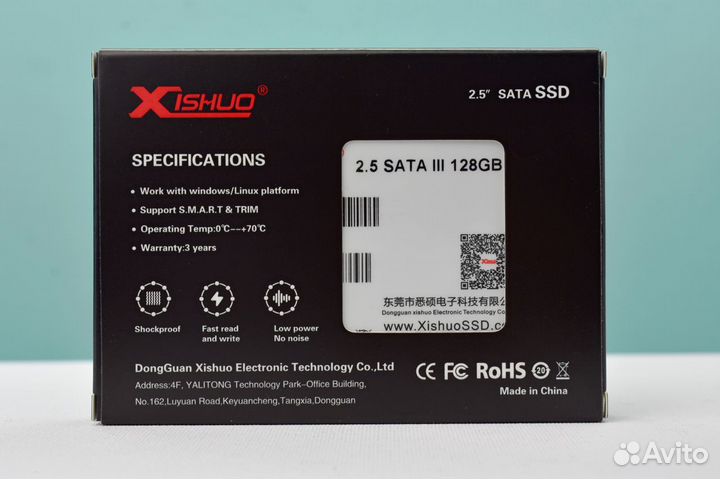 XISHUO®
2.5″ SATA SSD
SPECIFICATIONS
• Work with windows/Linux platform
• Support S.M.A.R.T & TRIM
• Operating Temp:0℃--+70℃
• Warranty:3 years
2.5 SATA III 128GB
Xishuo
东莞市悉硕电子科技有限公
Dongguan xishuo Electronic Technology Co
www.XishuoSSD.co
Shockproof
Fast read
and write
Low power
No noise
DongGuan Xishuo Electronic Technology Co.,Ltd
Address:4F, YALITONG Technology Park-Office Building,
No.162,Luyuan Road,Keyuancheng,Tangxia,Dongguan
CE FC RoHS 20
Made in China
Avito